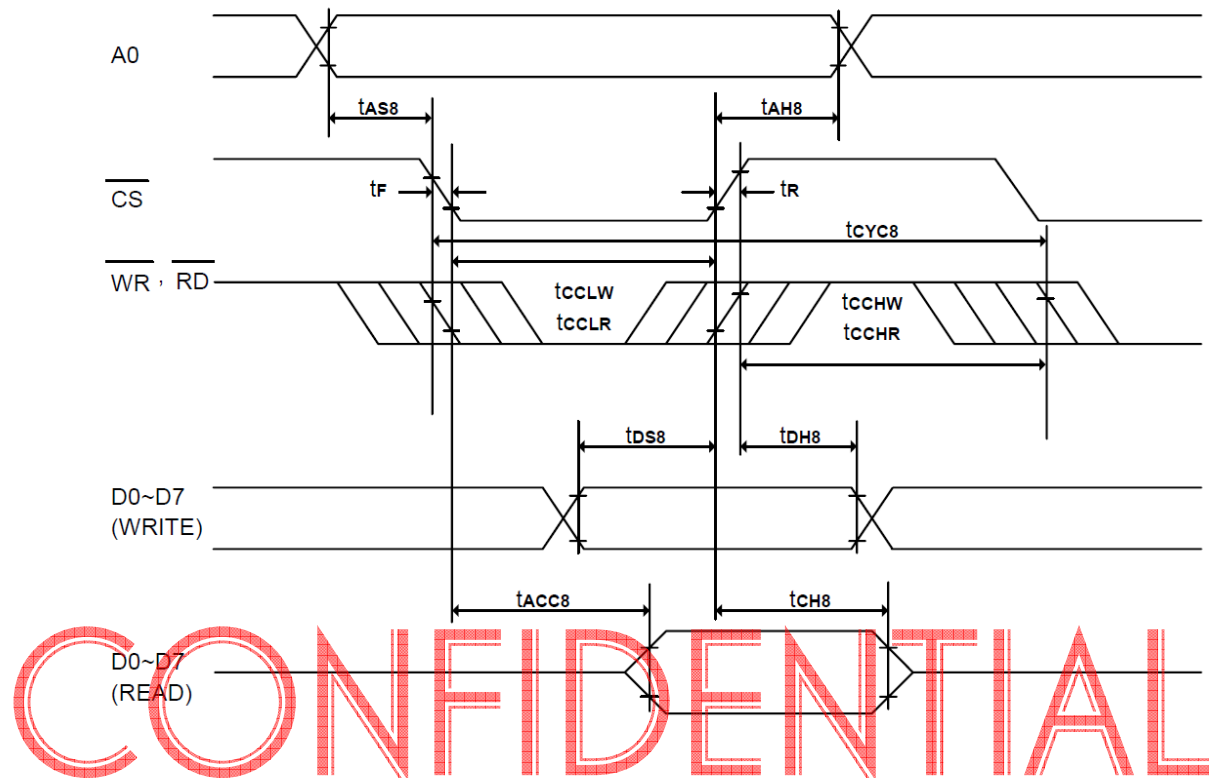 A0
tAS8
tAH8
CS
tF
tR
tCYC8
WR , RD
tCCLW
tCCLR
tCCHW
tCCHR
tDS8
tDH8
D0~D7
(WRITE)
tACC8
tCH8
D0~D7
(READ)
CONFIDENTIAL